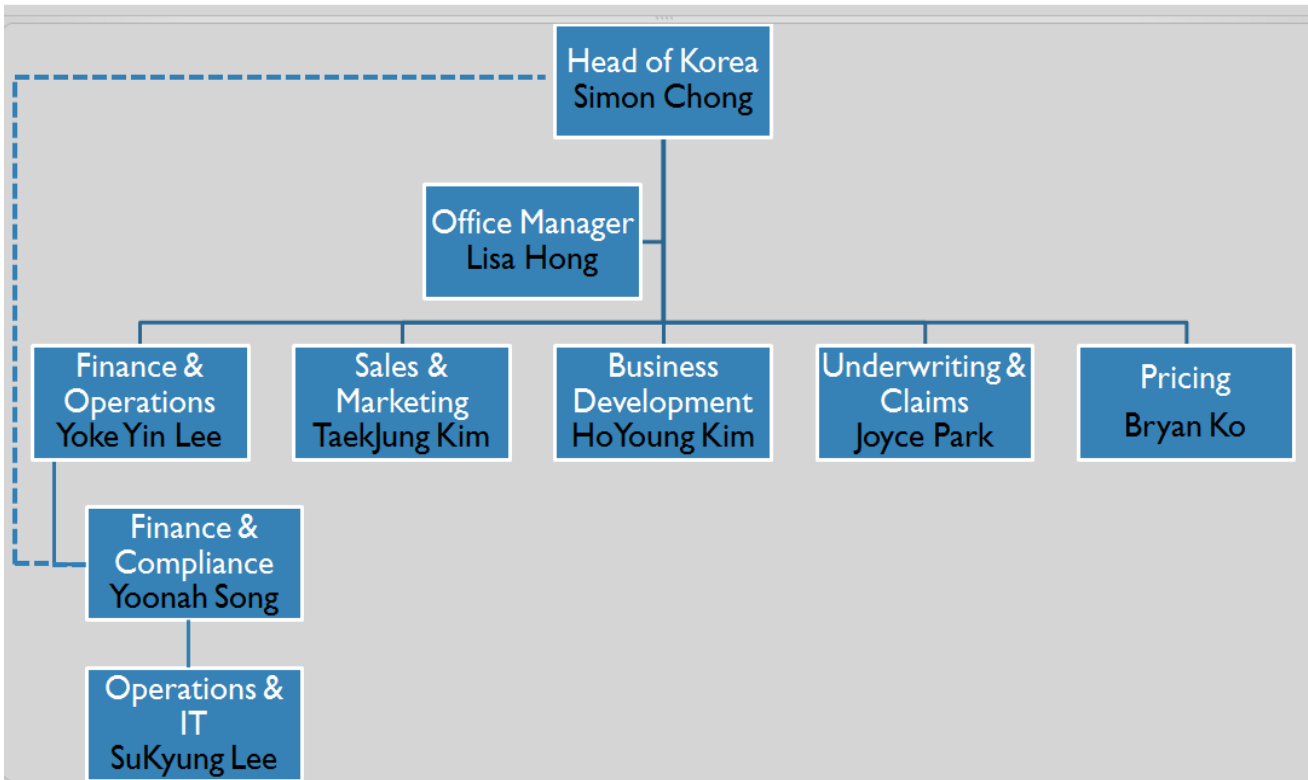 Head of Korea
Simon Chong
Office Manager
Lisa Hong
Finance &
Operations
Yoke Yin Lee
Sales &
Marketing
TaekJung Kim
Business
Development
HoYoung Kim
Underwriting &
Claims
Joyce Park
Pricing
Bryan Ko
Finance &
Compliance
Yoonah Song
Operations &
IT
SuKyung Lee